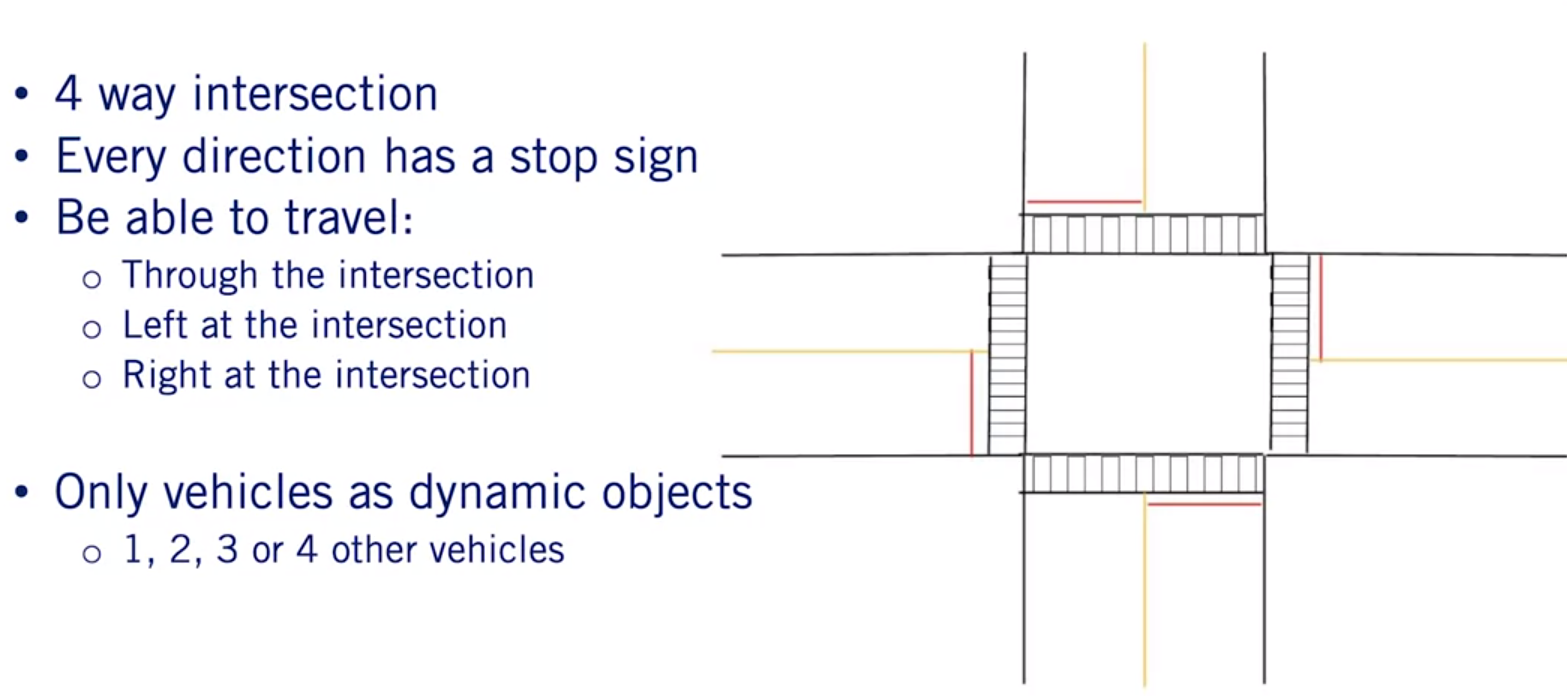 • 4 way intersection
• Every direction has a stop sign
• Be able to travel:
o Through the intersection
o Left at the intersection
o Right at the intersection
• Only vehicles as dynamic objects
o 1, 2, 3 or 4 other vehicles